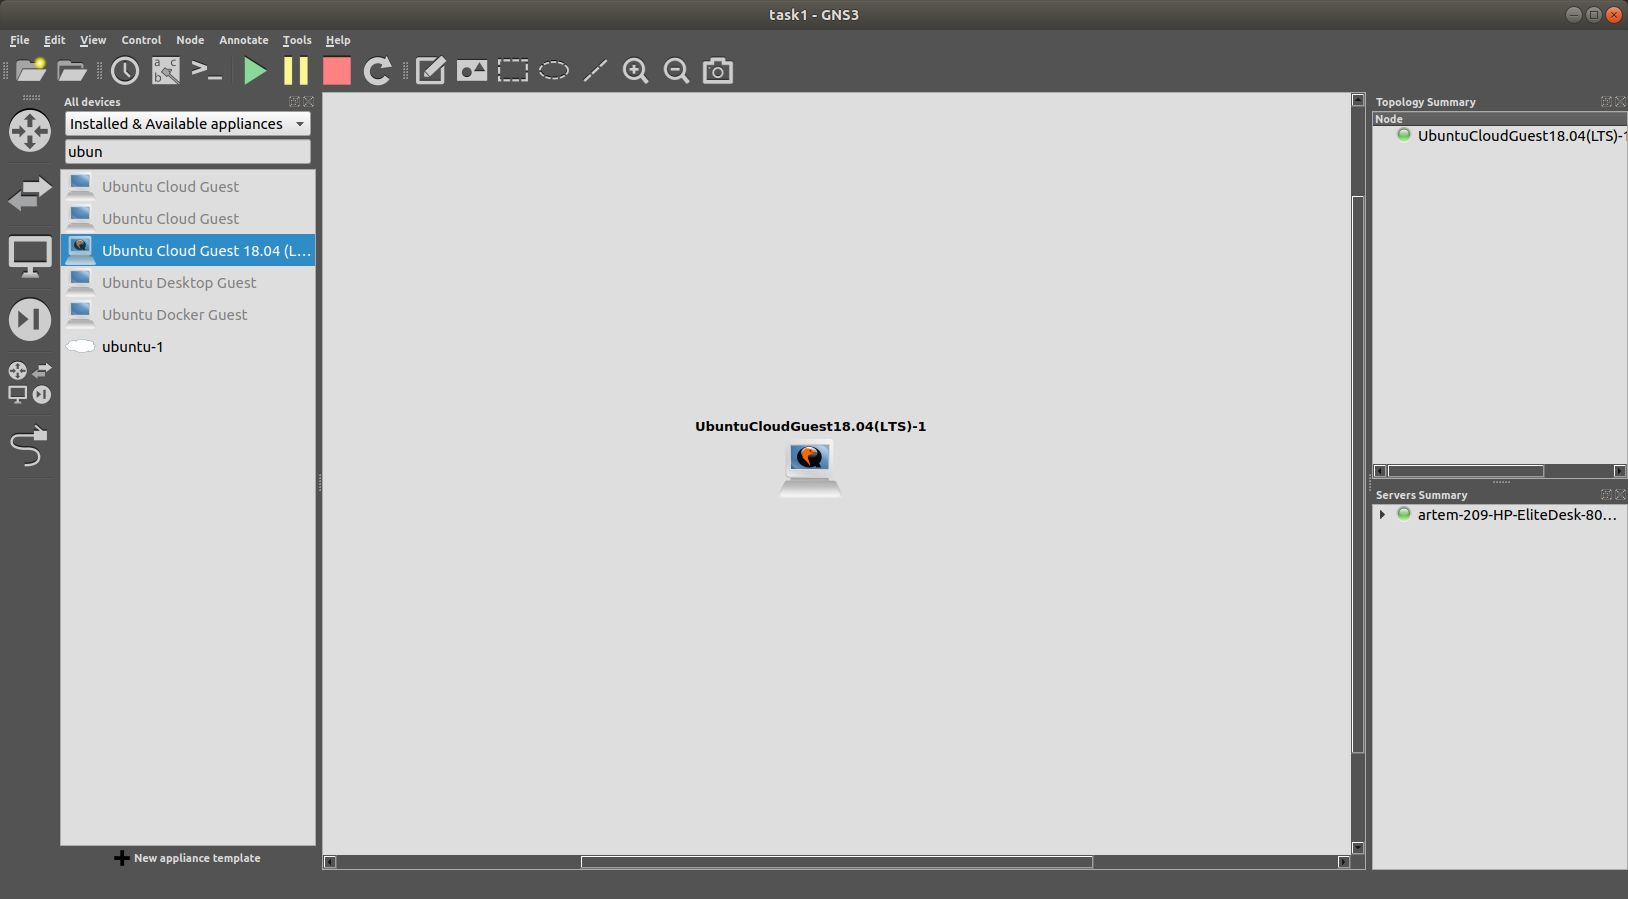 task1 - GNS3
File Edit View Control Node Annotate Tools Help
All devices
Installed & Available appliances
ubun
Ubuntu Cloud Guest
Ubuntu Cloud Guest
Ubuntu Cloud Guest 18.04 (L...
Ubuntu Desktop Guest
Ubuntu Docker Guest
ubuntu-1
New appliance template
UbuntuCloudGuest18.04(LTS)-1
Topology Summary
Node
UbuntuCloudGuest18.04(LTS)-1
Servers Summary
artem-209-HP-EliteDesk-80...